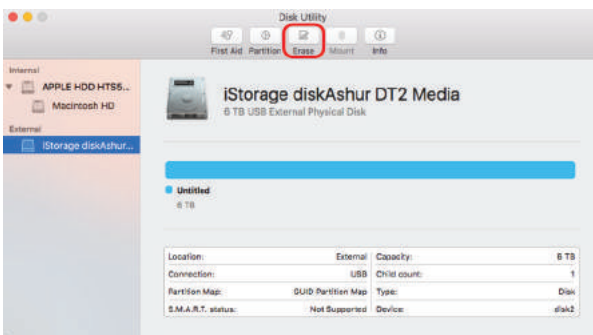 Disk Utility
First Aid Partition Erase Mount Info
Internal
APPLE HDD HTS5...
Macintosh HD
External
iStorage diskAshur...
iStorage diskAshur DT2 Media
6 TB USB External Physical Disk
Untitled
6 TB
Location: External Capacity: 6 TB
Connection: USB Child count: 1
Partition Map: GUID Partition Map Type: Disk
S.M.A.R.T. status: Not Supported Device: disk2